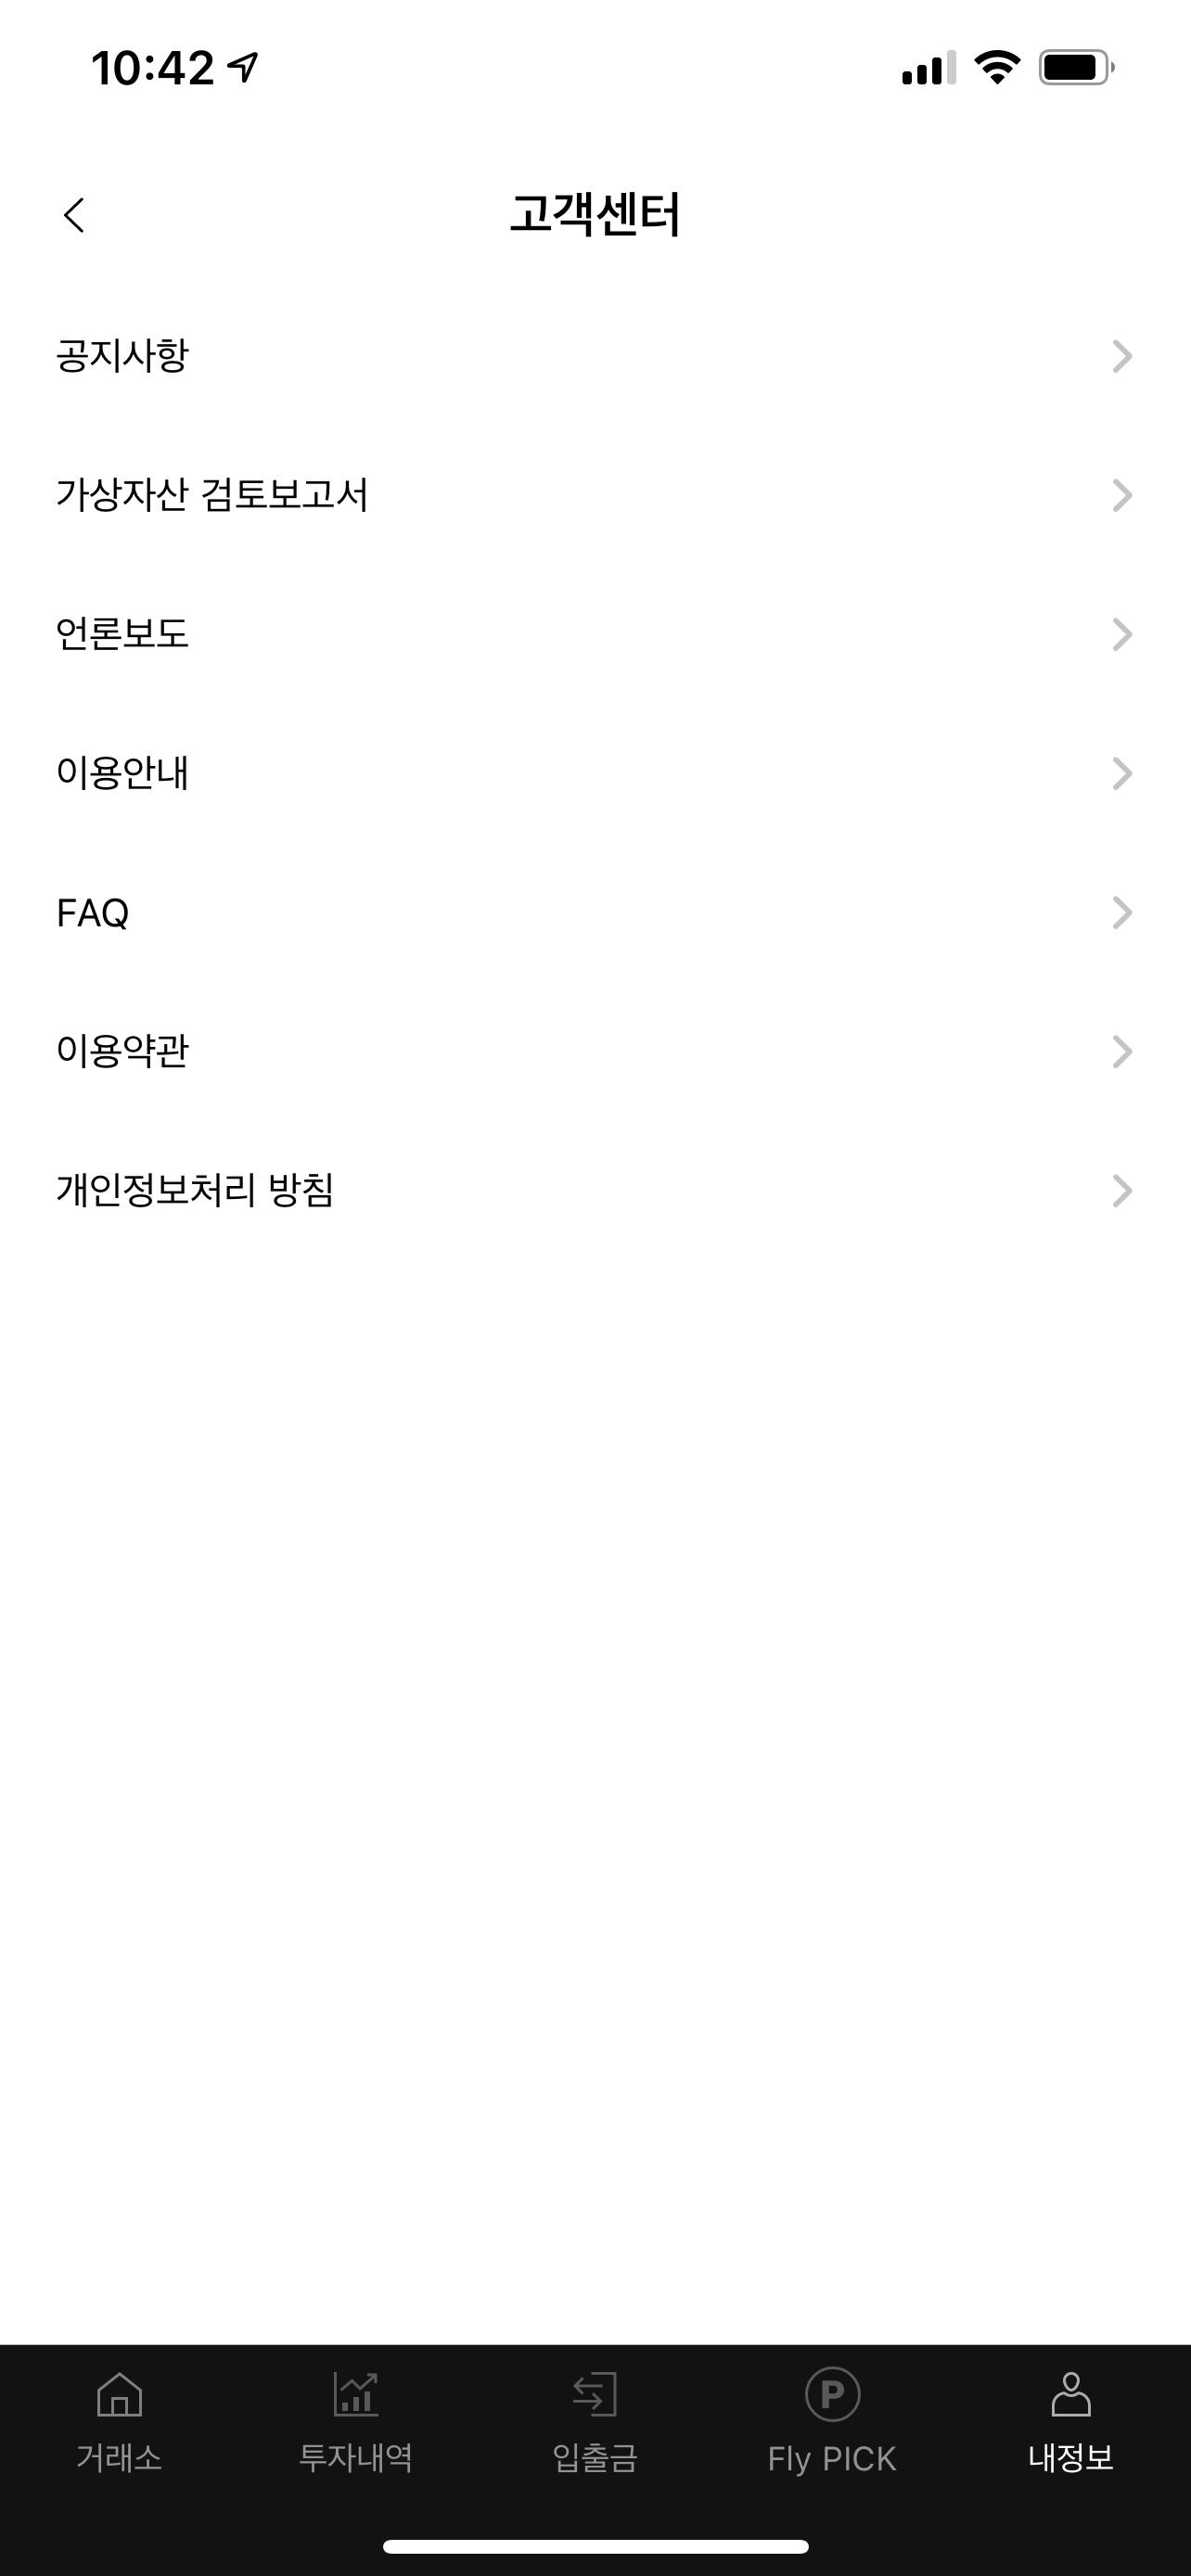 10:42
고객센터
공지사항
가상자산 검토보고서
언론보도
이용안내
FAQ
이용약관
개인정보처리 방침
거래소
투자내역
입출금
P
Fly PICK
내정보